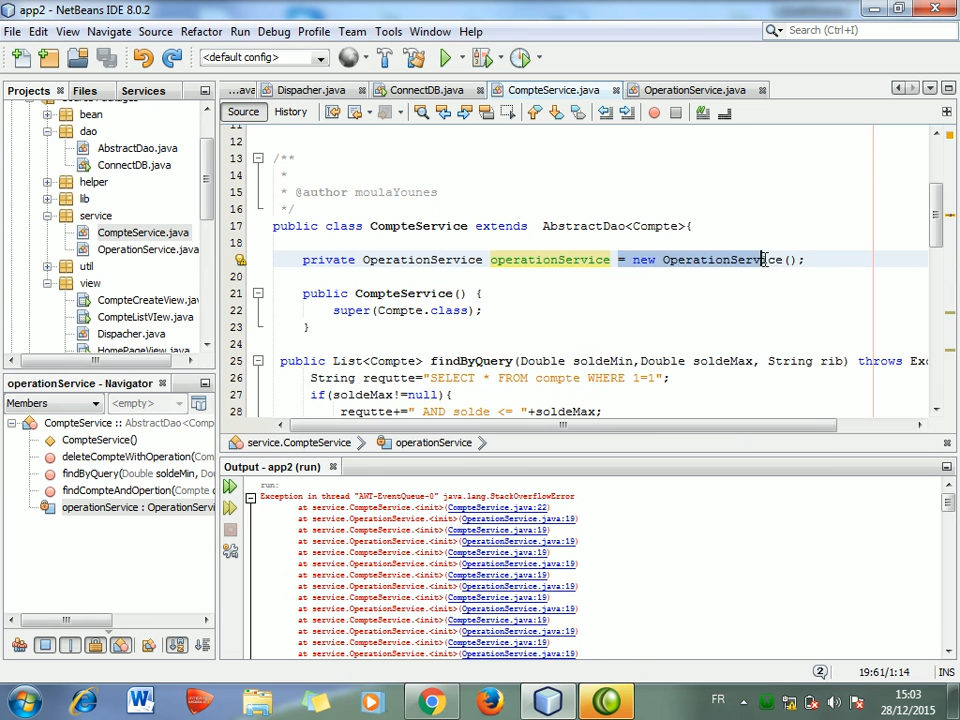 app2 - NetBeans IDE 8.0.2
File Edit View Navigate Source Refactor Run Debug Profile Team Tools Window Help
Search (Ctrl+I)
<default config>
Projects Files Services
bean
dao
AbstractDao.java
ConnectDB.java
helper
lib
service
CompteService.java
OperationService.java
util
view
CompteCreateView.java
CompteListVIew.java
Dispacher.java
HomePageView.java
operationService - Navigator
Members <empty>
CompteService :: AbstractDao<Comp
CompteService()
deleteCompteWithOperation(Comp
findByQuery(Double soldeMin, Dou
findCompteAndOpertion(Compte c
operationService : OperationServi
...ava Dispacher.java ConnectDB.java CompteService.java OperationService.java
Source History
11
12
13 /**
14 *
15 * @author moulaYounes
16 */
17 public class CompteService extends AbstractDao<Compte>{
18
private OperationService operationService = new OperationService();
20
21 public CompteService() {
22 super(Compte.class);
23 }
24
25 public List<Compte> findByQuery(Double soldeMin,Double soldeMax, String rib) throws Exc
26 String requtte="SELECT * FROM compte WHERE 1=1";
27 if(soldeMax!=null){
28 requtte+=" AND solde <= "+soldeMax;
service.CompteService operationService
Output - app2 (run)
run:
Exception in thread "AWT-EventQueue-0" java.lang.StackOverflowError
at service.CompteService.<init>(CompteService.java:22)
at service.OperationService.<init>(OperationService.java:19)
at service.CompteService.<init>(CompteService.java:19)
at service.OperationService.<init>(OperationService.java:19)
at service.CompteService.<init>(CompteService.java:19)
at service.OperationService.<init>(OperationService.java:19)
at service.CompteService.<init>(CompteService.java:19)
at service.OperationService.<init>(OperationService.java:19)
at service.CompteService.<init>(CompteService.java:19)
at service.OperationService.<init>(OperationService.java:19)
at service.CompteService.<init>(CompteService.java:19)
at service.OperationService.<init>(OperationService.java:19)
at service.CompteService.<init>(CompteService.java:19)
at service.OperationService.<init>(OperationService.java:19)
2 19:61/1:14 INS
FR
15:03
28/12/2015